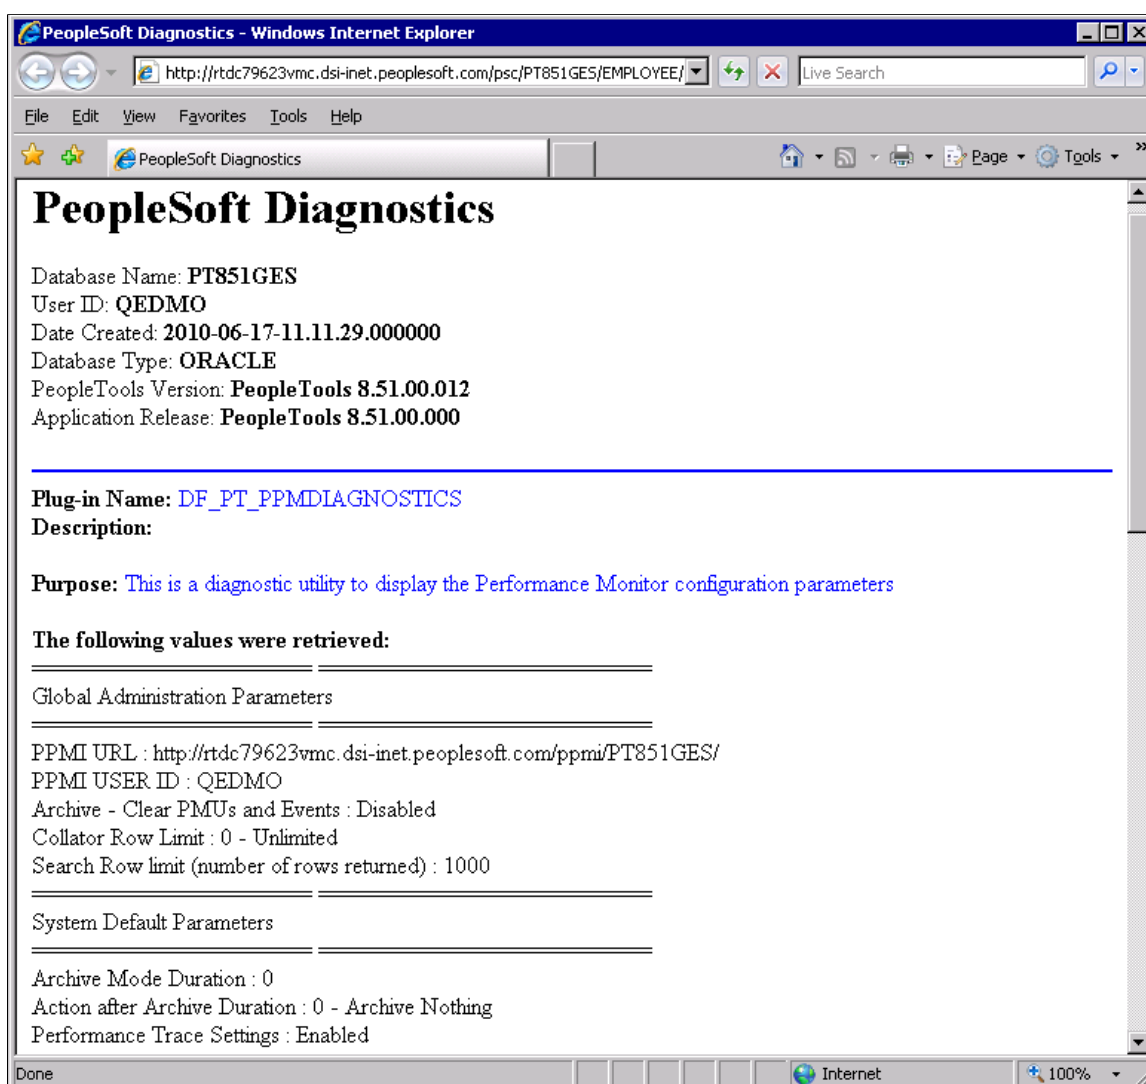 PeopleSoft Diagnostics - Windows Internet Explorer
http://rtdc79623vmc.dsi-inet.peoplesoft.com/psc/PT851GES/EMPLOYEE/
Live Search
File Edit View Favorites Tools Help
PeopleSoft Diagnostics
Page Tools
PeopleSoft Diagnostics
Database Name: PT851GES
User ID: QEDMO
Date Created: 2010-06-17-11.11.29.000000
Database Type: ORACLE
PeopleTools Version: PeopleTools 8.51.00.012
Application Release: PeopleTools 8.51.00.000
Plug-in Name: DF_PT_PPMDIAGNOSTICS
Description:
Purpose: This is a diagnostic utility to display the Performance Monitor configuration parameters
The following values were retrieved:
Global Administration Parameters
PPMI URL : http://rtdc79623vmc.dsi-inet.peoplesoft.com/ppmi/PT851GES/
PPMI USER ID : QEDMO
Archive - Clear PMUs and Events : Disabled
Collator Row Limit : 0 - Unlimited
Search Row limit (number of rows returned) : 1000
System Default Parameters
Archive Mode Duration : 0
Action after Archive Duration : 0 - Archive Nothing
Performance Trace Settings : Enabled
Done
Internet
100%